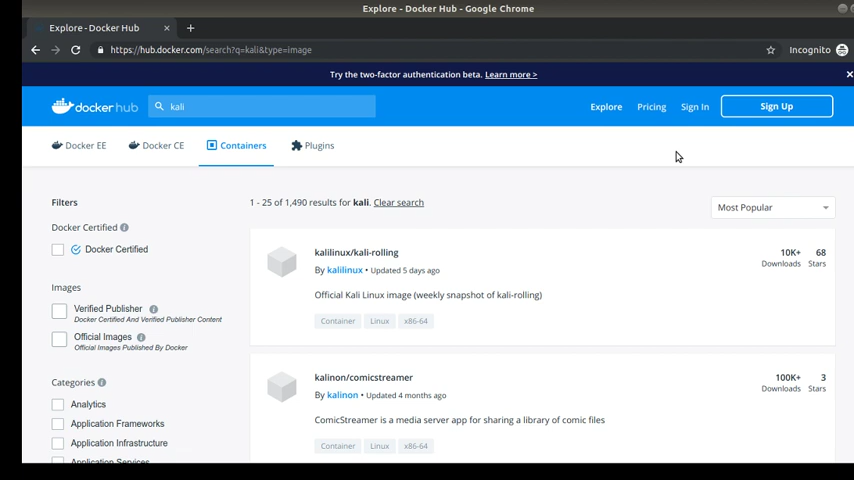 Explore - Docker Hub - Google Chrome
Explore - Docker Hub × +
https://hub.docker.com/search?q=kali&type=image Incognito
Try the two-factor authentication beta. Learn more >
dockerhub kali Explore Pricing Sign In Sign Up
Docker EE Docker CE Containers Plugins
Filters
1 - 25 of 1,490 results for kali. Clear search
Most Popular
Docker Certified
Docker Certified
Images
Verified Publisher
Docker Certified And Verified Publisher Content
Official Images
Official Images Published By Docker
Categories
Analytics
Application Frameworks
Application Infrastructure
Application Services
kalilinux/kali-rolling
By kalilinux • Updated 5 days ago
10K+ 68
Downloads Stars
Official Kali Linux image (weekly snapshot of kali-rolling)
Container Linux x86-64
kalinon/comicstreamer
By kalinon • Updated 4 months ago
100K+ 3
Downloads Stars
ComicStreamer is a media server app for sharing a library of comic files
Container Linux x86-64